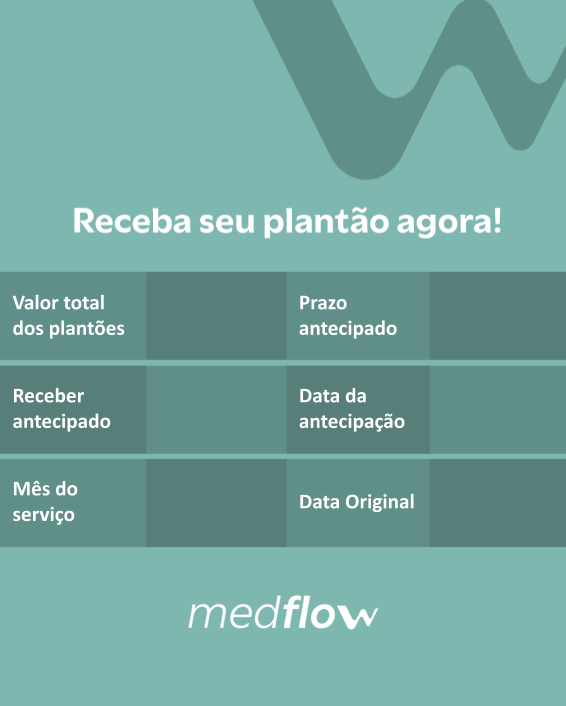 Receba seu plantão agora!
Valor total
dos plantões
Prazo
antecipado
Receber
antecipado
Data da
antecipação
Mês do
serviço
Data Original
medflow